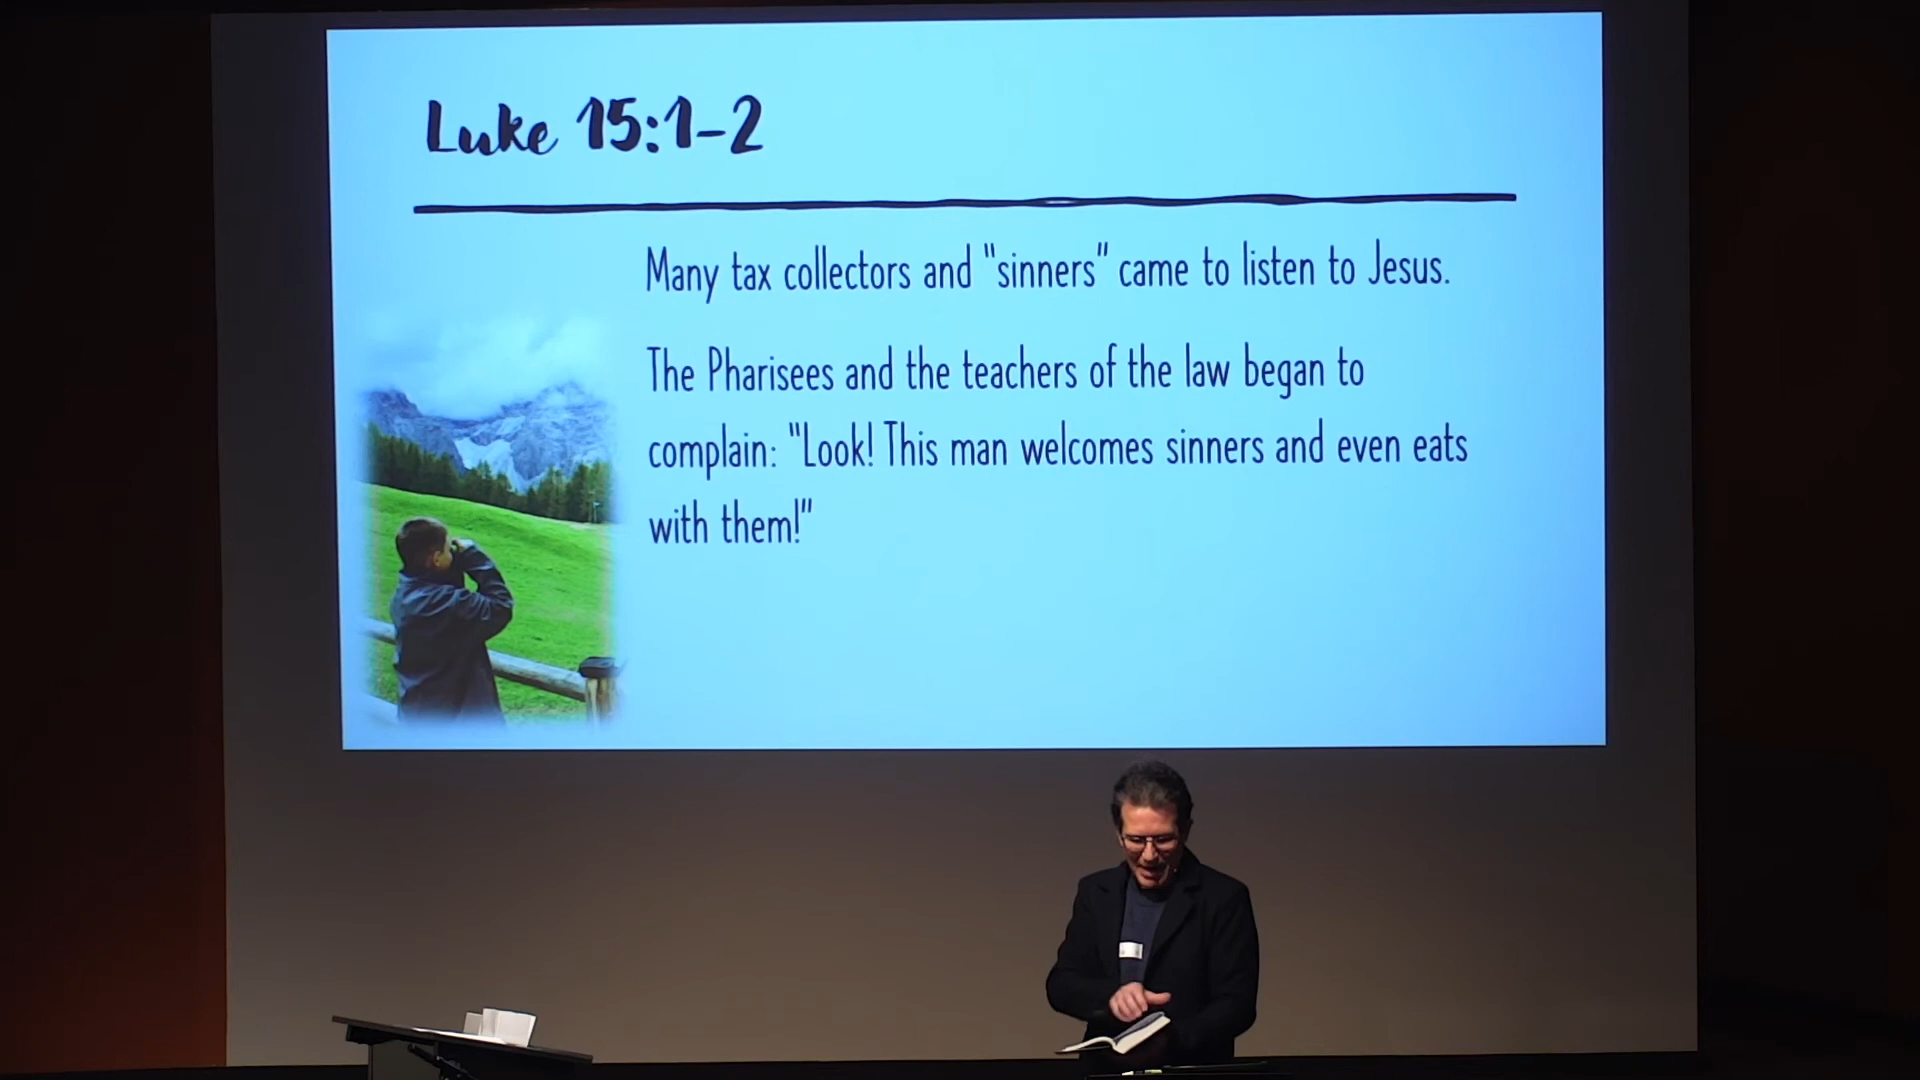 Luke 15:1-2
Many tax collectors and "sinners" came to listen to Jesus.
The Pharisees and the teachers of the law began to
complain: "Look! This man welcomes sinners and even eats
with them!"